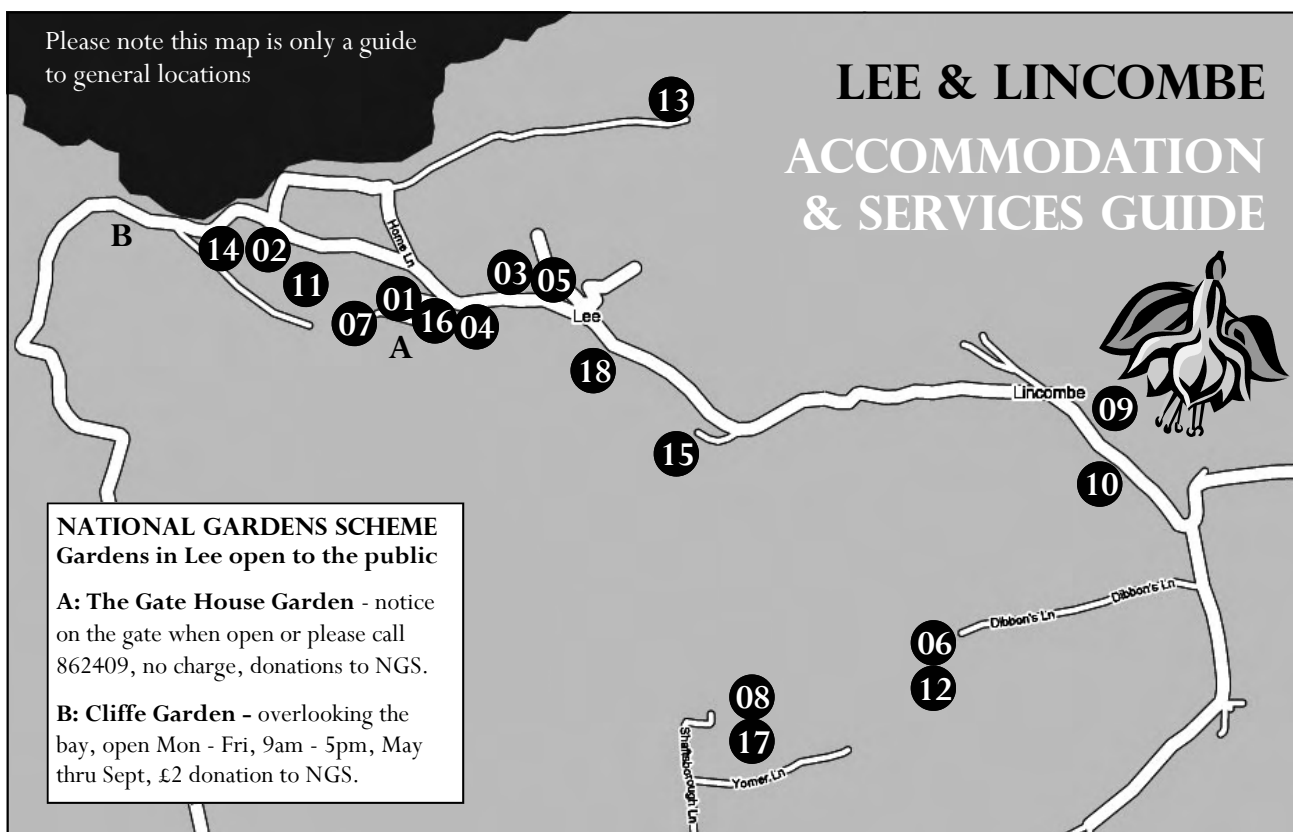 Please note this map is only a guide
to general locations
LEE & LINCOMBE
ACCOMMODATION
& SERVICES GUIDE
13
B
14
02
11
Home Ln
03
05
01
07
16
04
A
Lee
18
15
Lincombe
09
10
Dibbon's Ln
Dibbon's Ln
06
12
08
17
Shaftsborough Ln
Yomer Ln
NATIONAL GARDENS SCHEME
Gardens in Lee open to the public
A: The Gate House Garden - notice
on the gate when open or please call
862409, no charge, donations to NGS.
B: Cliffe Garden - overlooking the
bay, open Mon - Fri, 9am - 5pm, May
thru Sept, £2 donation to NGS.